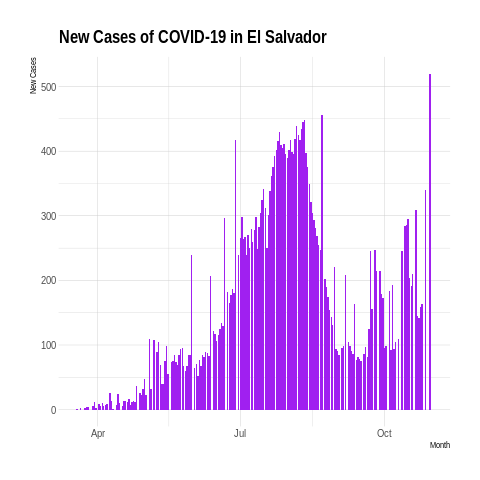 New Cases of COVID-19 in El Salvador
New Cases
500
400
300
200
100
0
Apr
Jul
Oct
Month